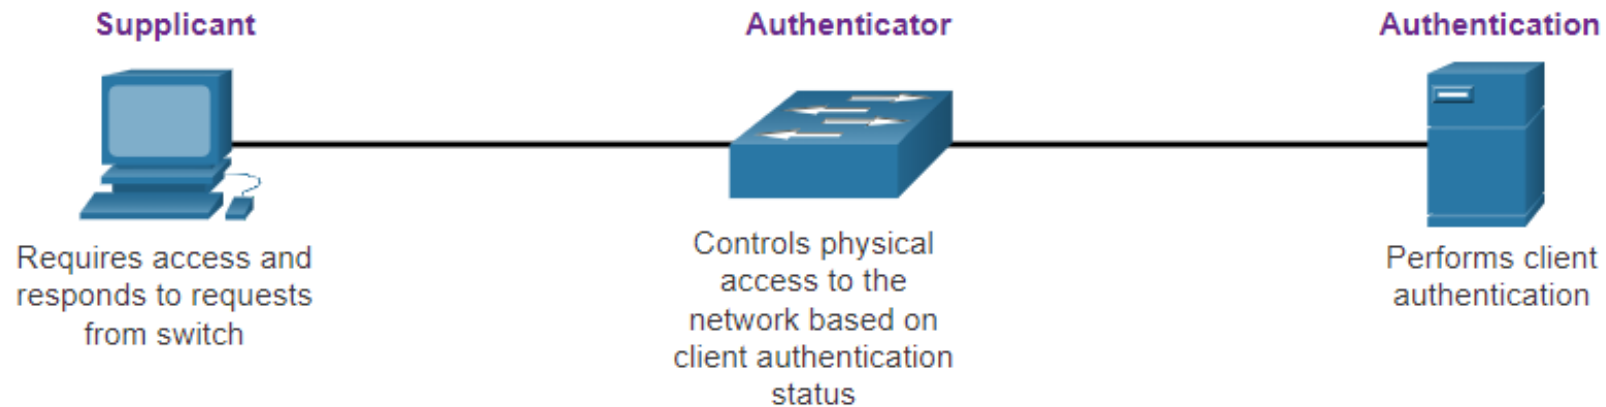 Supplicant
Authenticator
Authentication
Requires access and
responds to requests
from switch
Controls physical
access to the
network based on
client authentication
status
Performs client
authentication